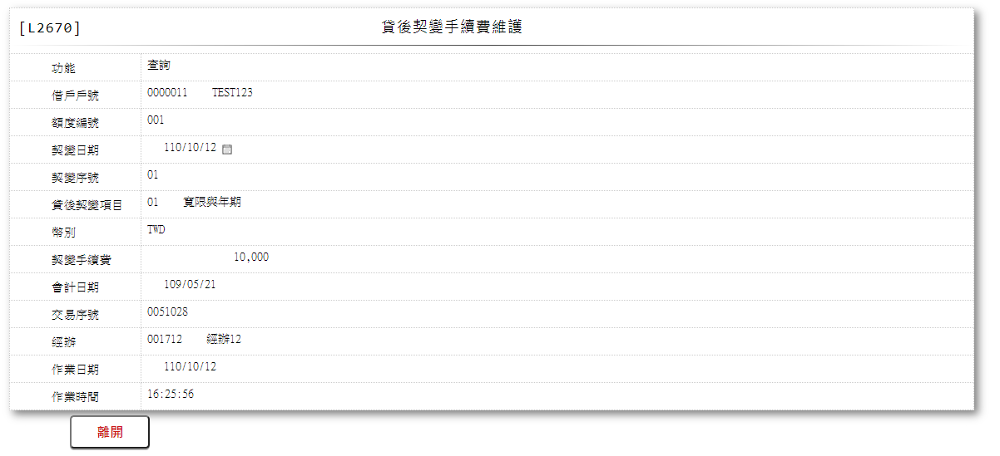 [L2670] 貸後契變手續費維護
功能 查詢
借戶戶號 0000011 TEST123
額度編號 001
契變日期 110/10/12
契變序號 01
貸後契變項目 01 寬限與年期
幣別 TWD
契變手續費 10,000
會計日期 109/05/21
交易序號 0051028
經辦 001712 經辦12
作業日期 110/10/12
作業時間 16:25:56
離開